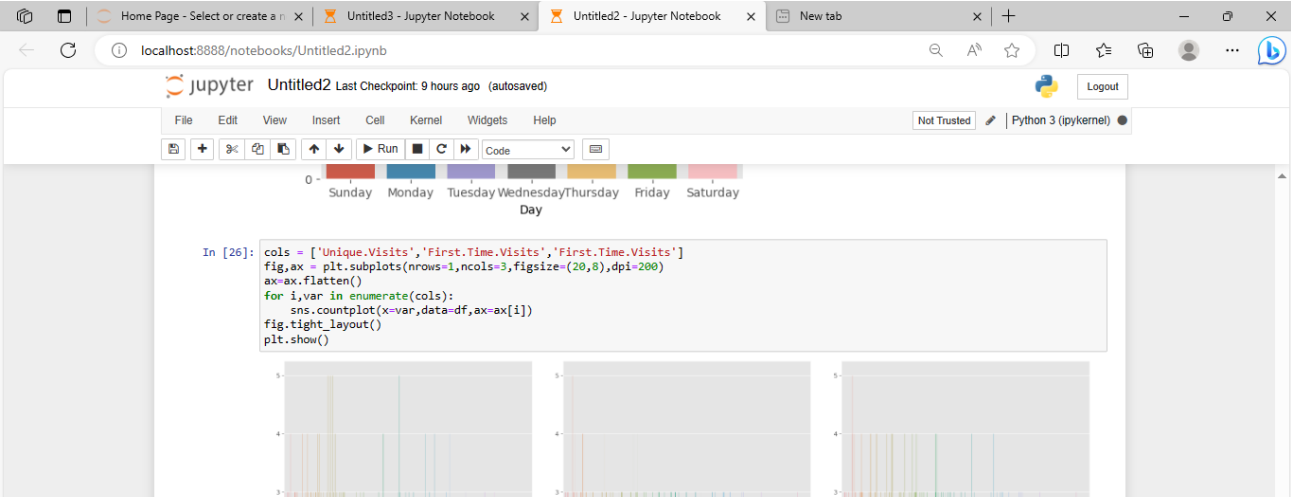 Home Page - Select or create a n
Untitled3 - Jupyter Notebook
Untitled2 - Jupyter Notebook
New tab
localhost:8888/notebooks/Untitled2.ipynb
jupyter Untitled2 Last Checkpoint: 9 hours ago (autosaved)
Logout
File Edit View Insert Cell Kernel Widgets Help
Not Trusted
Python 3 (ipykernel)
Run
Code
0
Sunday Monday Tuesday Wednesday Thursday Friday Saturday
Day
In [26]:
cols = ['Unique.Visits','First.Time.Visits','First.Time.Visits']
fig,ax = plt.subplots(nrows=1,ncols=3,figsize=(20,8),dpi=200)
ax=ax.flatten()
for i,var in enumerate(cols):
    sns.countplot(x=var,data=df,ax=ax[i])
fig.tight_layout()
plt.show()
5 5 5
4 4 4
3 3 3